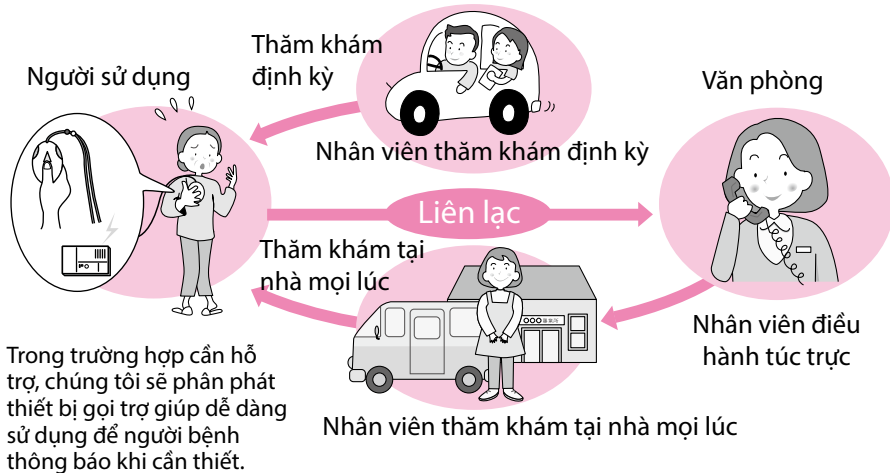 Người sử dụng
Thăm khám
định kỳ
Nhân viên thăm khám định kỳ
Văn phòng
Liên lạc
Thăm khám tại
nhà mọi lúc
Nhân viên điều
hành túc trực
Nhân viên thăm khám tại nhà mọi lúc
Trong trường hợp cần hỗ
trợ, chúng tôi sẽ phân phát
thiết bị gọi trợ giúp dễ dàng
sử dụng để người bệnh
thông báo khi cần thiết.